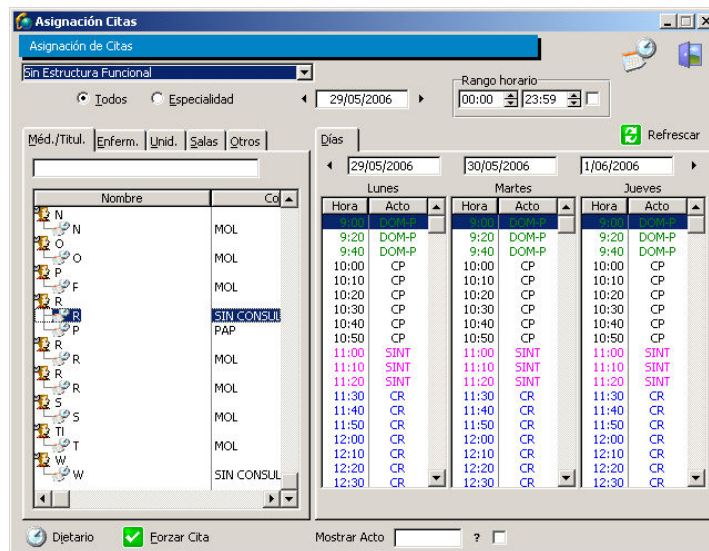 Asignación Citas
Asignación de Citas
Sin Estructura Funcional
Todos Especialidad 29/05/2006
Rango horario
00:00 23:59
Refrescar
Méd./Titul. Enferm. Unid. Salas Otros
Días
29/05/2006 30/05/2006 1/06/2006
Lunes Martes Jueves
Nombre Co
Hora Acto Hora Acto Hora Acto
N
N MOL
O
O MOL
P
F MOL
R
R SIN CONSUL
P PAP
R
R MOL
R
R MOL
S
S MOL
TI
T MOL
W
W SIN CONSUL
9:00 DOM-P 9:00 DOM-P 9:00 DOM-P
9:20 DOM-P 9:20 DOM-P 9:20 DOM-P
9:40 DOM-P 9:40 DOM-P 9:40 DOM-P
10:00 CP 10:00 CP 10:00 CP
10:10 CP 10:10 CP 10:10 CP
10:20 CP 10:20 CP 10:20 CP
10:30 CP 10:30 CP 10:30 CP
10:40 CP 10:40 CP 10:40 CP
10:50 CP 10:50 CP 10:50 CP
11:00 SINT 11:00 SINT 11:00 SINT
11:10 SINT 11:10 SINT 11:10 SINT
11:20 SINT 11:20 SINT 11:20 SINT
11:30 CR 11:30 CR 11:30 CR
11:40 CR 11:40 CR 11:40 CR
11:50 CR 11:50 CR 11:50 CR
12:00 CR 12:00 CR 12:00 CR
12:10 CR 12:10 CR 12:10 CR
12:20 CR 12:20 CR 12:20 CR
12:30 CR 12:30 CR 12:30 CR
Dietario Forzar Cita Mostrar Acto ?